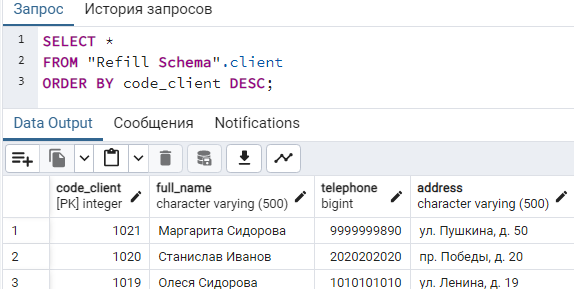 Запрос История запросов
1 SELECT *
2 FROM "Refill Schema".client
3 ORDER BY code_client DESC;
Data Output Сообщения Notifications
code_client full_name telephone address
[PK] integer character varying (500) bigint character varying (500)
1 1021 Маргарита Сидорова 9999999890 ул. Пушкина, д. 50
2 1020 Станислав Иванов 2020202020 пр. Победы, д. 20
3 1019 Олеся Сидорова 1010101010 ул. Ленина, д. 19